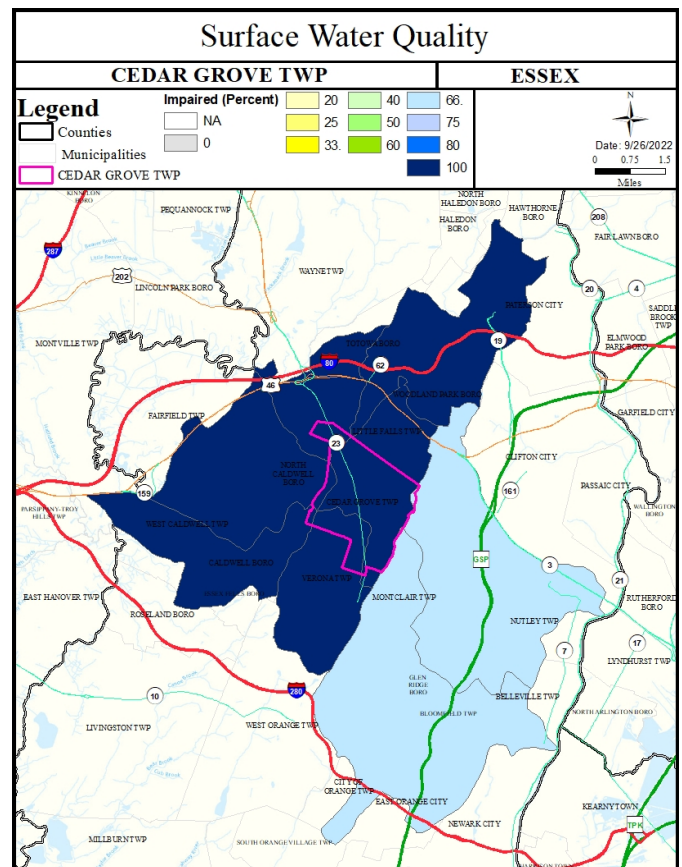 Surface Water Quality
CEDAR GROVE TWP
ESSEX
Legend
Counties
Municipalities
CEDAR GROVE TWP
Impaired (Percent)
NA
0
20
25
33.
40
50
60
66.
75
80
100
N
Date: 9/26/2022
0 0.75 1.5
Miles
KINNELON
BORO
PEQUANNOCK TWP
NORTH
HALEDON BORO
HALEDON
BORO
HAWTHORNE
BORO
208
FAIR LAWN BORO
287
202
LINCOLN PARK BORO
WAYNE TWP
20
4
SADDLE
BROOK
TWP
PATERSON CITY
MONTVILLE TWP
TOTOWA BORO
19
ELMWOOD
PARK BORO
80
62
46
WOODLAND PARK BORO
FAIRFIELD TWP
LITTLE FALLS TWP
GARFIELD CITY
23
CLIFTON CITY
NORTH
CALDWELL
BORO
159
161
PASSAIC CITY
CEDAR GROVE TWP
WALLINGTON
BORO
PARSIPPANY-TROY
HILLS TWP
WEST CALDWELL TWP
GSP
CALDWELL BORO
3
VERONA TWP
21
EAST HANOVER TWP
MONTCLAIR TWP
RUTHERFORD
BORO
ROSELAND BORO
NUTLEY TWP
17
7
LYNDHURST TWP
GLEN
RIDGE
BORO
280
10
BELLEVILLE TWP
BLOOMFIELD TWP
NORTH ARLINGTON BORO
LIVINGSTON TWP
WEST ORANGE TWP
CITY OF
ORANGE TWP
EAST ORANGE CITY
KEARNY TOWN
NEWARK CITY
TPK
MILLBURN TWP
SOUTH ORANGE VILLAGE TWP